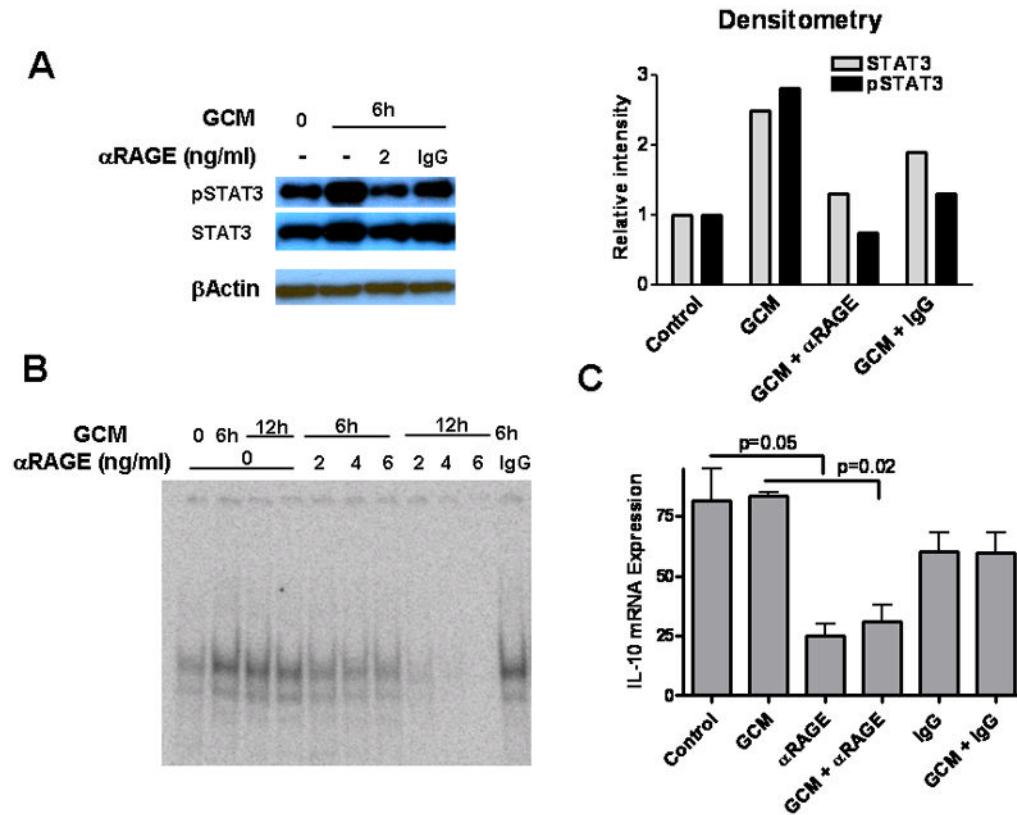 A
GCM 0 6h
αRAGE (ng/ml) - - 2 IgG
pSTAT3
STAT3
βActin
Densitometry
STAT3
pSTAT3
Relative intensity
3
2
1
0
Control
GCM
GCM + αRAGE
GCM + IgG
B
GCM 0 6h 12h 6h 12h 6h
αRAGE (ng/ml) 0 2 4 6 2 4 6 IgG
C
p=0.05
p=0.02
IL-10 mRNA Expression
75
50
25
0
Control
GCM
αRAGE
GCM + αRAGE
IgG
GCM + IgG